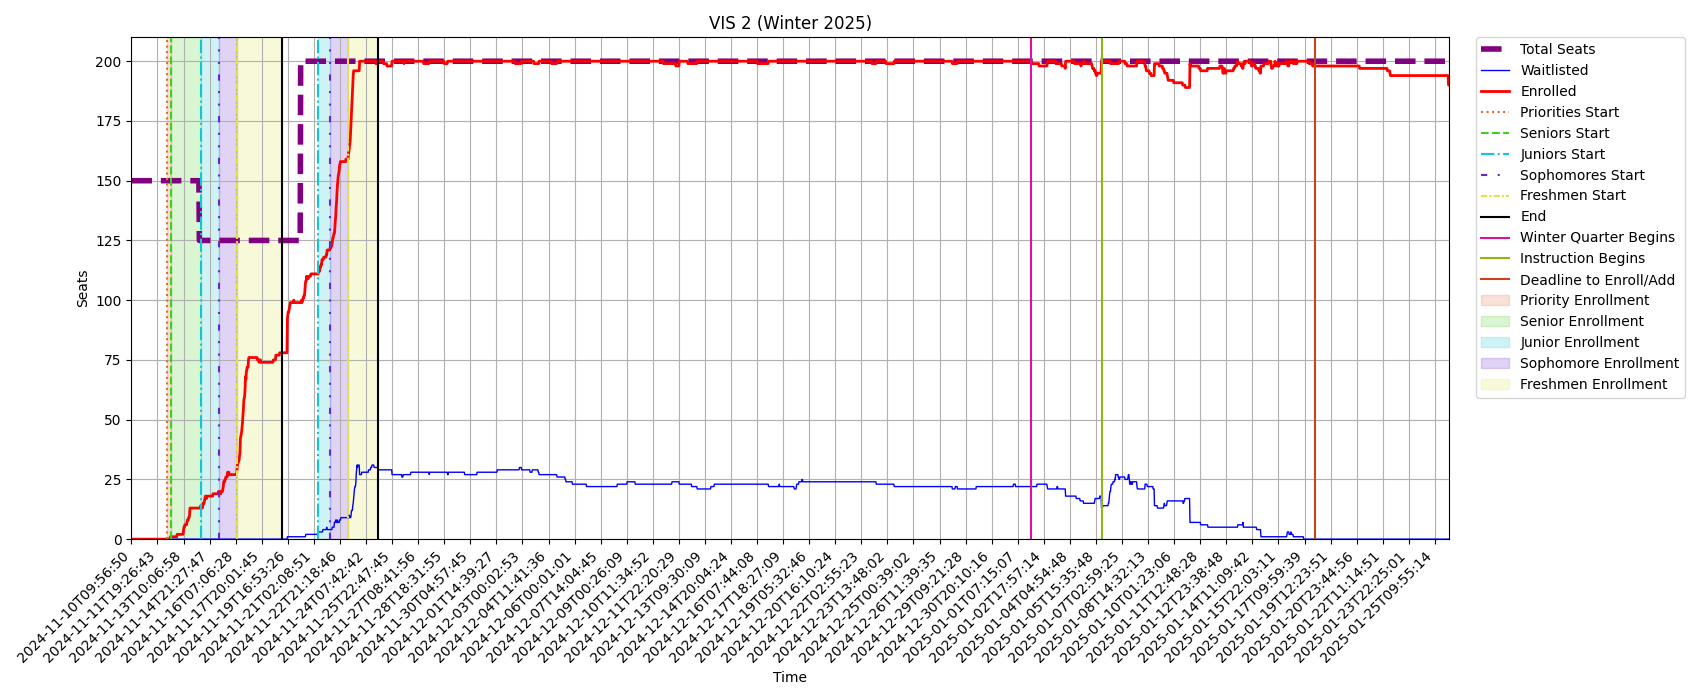 VIS 2 (Winter 2025)
Seats
200
175
150
125
100
75
50
25
0
2024-11-10T09:56:50
2024-11-11T19:26:43
2024-11-13T10:06:58
2024-11-14T21:27:47
2024-11-16T07:06:28
2024-11-17T20:01:45
2024-11-19T16:53:26
2024-11-21T02:08:51
2024-11-22T21:18:46
2024-11-24T07:42:42
2024-11-25T22:47:45
2024-11-27T08:41:56
2024-11-28T18:31:55
2024-11-30T04:57:45
2024-12-01T14:39:27
2024-12-03T00:02:53
2024-12-04T11:41:36
2024-12-06T00:01:01
2024-12-07T14:04:45
2024-12-09T00:26:09
2024-12-10T11:34:52
2024-12-11T22:20:29
2024-12-13T09:30:09
2024-12-14T20:04:24
2024-12-16T07:44:08
2024-12-17T18:27:09
2024-12-19T05:32:46
2024-12-20T16:10:24
2024-12-22T02:55:23
2024-12-23T13:48:02
2024-12-25T00:39:02
2024-12-26T11:39:35
2024-12-29T09:21:28
2024-12-30T20:10:16
2025-01-01T07:15:07
2025-01-02T17:57:14
2025-01-04T04:54:48
2025-01-05T15:35:48
2025-01-07T02:59:25
2025-01-08T14:32:13
2025-01-10T01:23:06
2025-01-11T12:48:28
2025-01-12T23:38:49
2025-01-14T11:09:42
2025-01-15T22:03:11
2025-01-17T09:59:39
2025-01-19T12:23:51
2025-01-20T23:44:56
2025-01-22T11:14:51
2025-01-23T22:25:01
2025-01-25T09:55:14
Time
Total Seats
Waitlisted
Enrolled
Priorities Start
Seniors Start
Juniors Start
Sophomores Start
Freshmen Start
End
Winter Quarter Begins
Instruction Begins
Deadline to Enroll/Add
Priority Enrollment
Senior Enrollment
Junior Enrollment
Sophomore Enrollment
Freshmen Enrollment